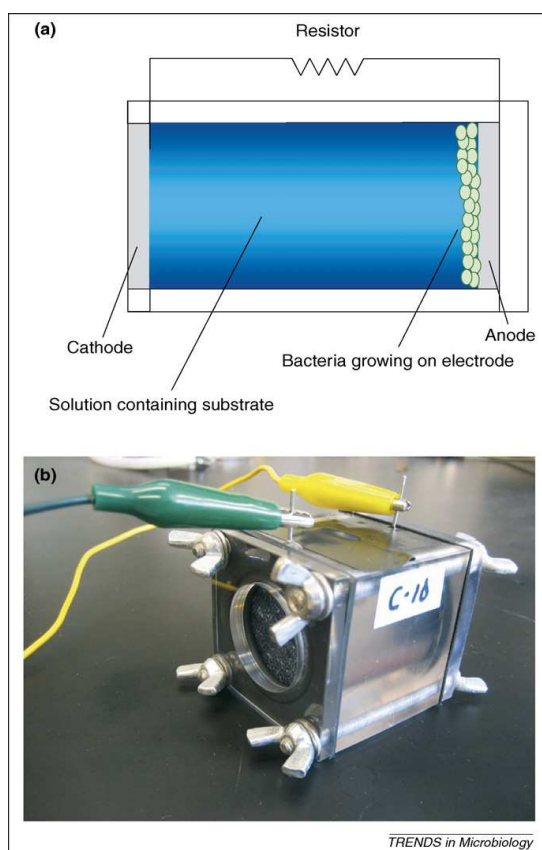 (a)
Resistor
Cathode
Anode
Bacteria growing on electrode
Solution containing substrate
(b)
C-16
TRENDS in Microbiology